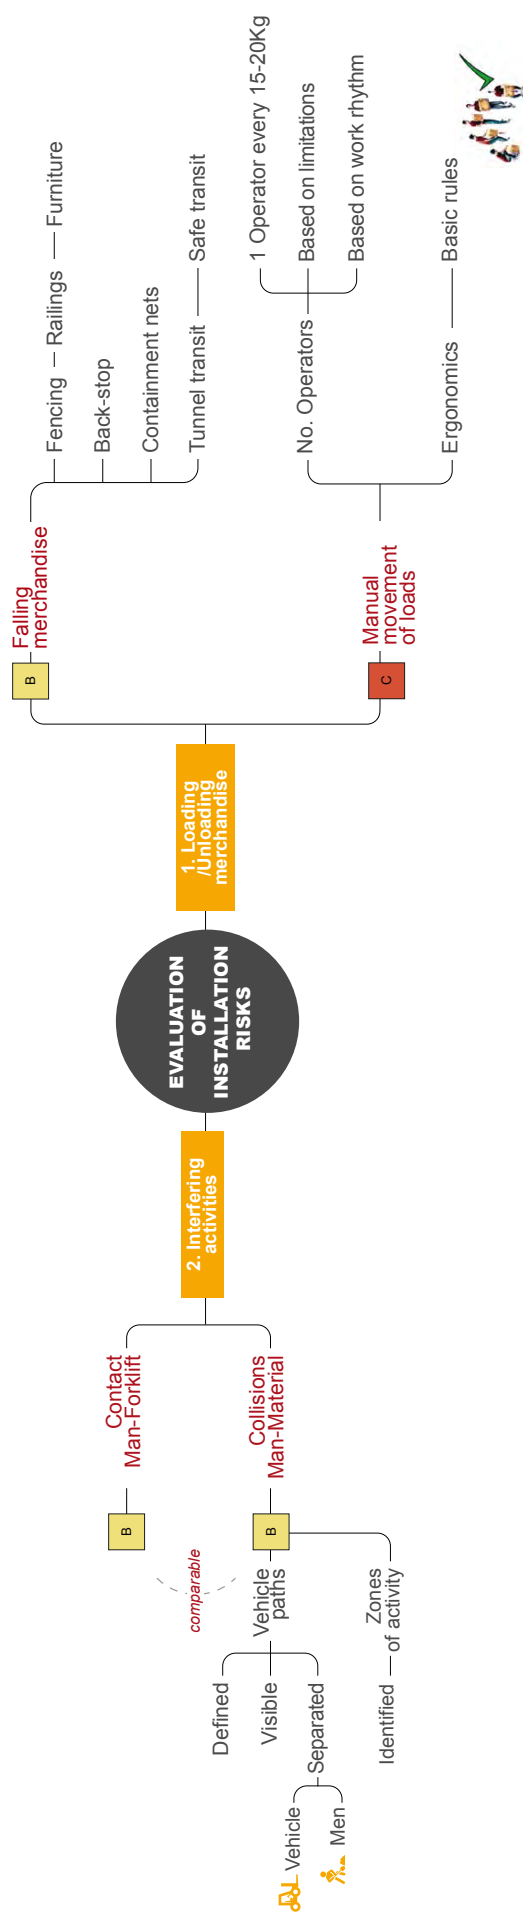 EVALUATION
OF
INSTALLATION
RISKS
1. Loading
/Unloading
merchandise
B
Falling
merchandise
Fencing
Railings
Furniture
Back-stop
Containment nets
Tunnel transit
Safe transit
C
Manual
movement
of loads
No. Operators
1 Operator every 15-20Kg
Based on limitations
Based on work rhythm
Ergonomics
Basic rules
2. Interfering
activities
Contact
Man-Forklift
B
comparable
Collisions
Man-Material
B
Vehicle
paths
Defined
Visible
Separated
Vehicle
Men
Zones
of activity
Identified